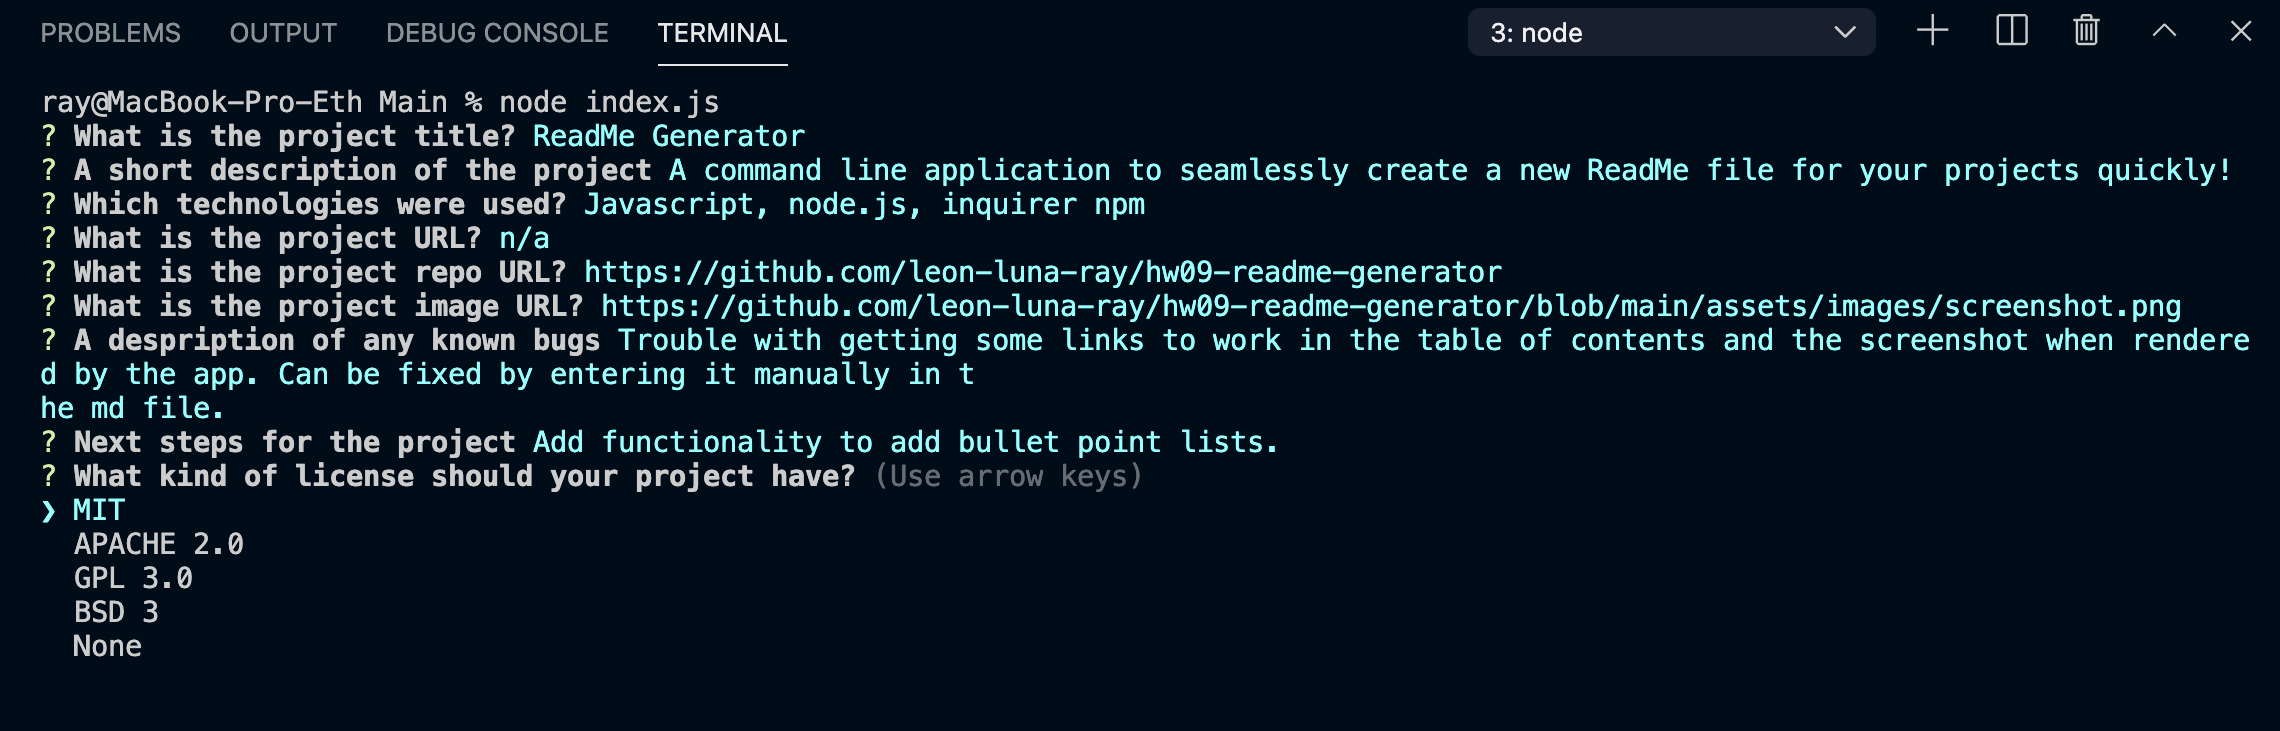 PROBLEMS OUTPUT DEBUG CONSOLE TERMINAL 3: node
ray@MacBook-Pro-Eth Main % node index.js
? What is the project title? ReadMe Generator
? A short description of the project A command line application to seamlessly create a new ReadMe file for your projects quickly!
? Which technologies were used? Javascript, node.js, inquirer npm
? What is the project URL? n/a
? What is the project repo URL? https://github.com/leon-luna-ray/hw09-readme-generator
? What is the project image URL? https://github.com/leon-luna-ray/hw09-readme-generator/blob/main/assets/images/screenshot.png
? A despription of any known bugs Trouble with getting some links to work in the table of contents and the screenshot when rendere
d by the app. Can be fixed by entering it manually in t
he md file.
? Next steps for the project Add functionality to add bullet point lists.
? What kind of license should your project have? (Use arrow keys)
❯ MIT
APACHE 2.0
GPL 3.0
BSD 3
None